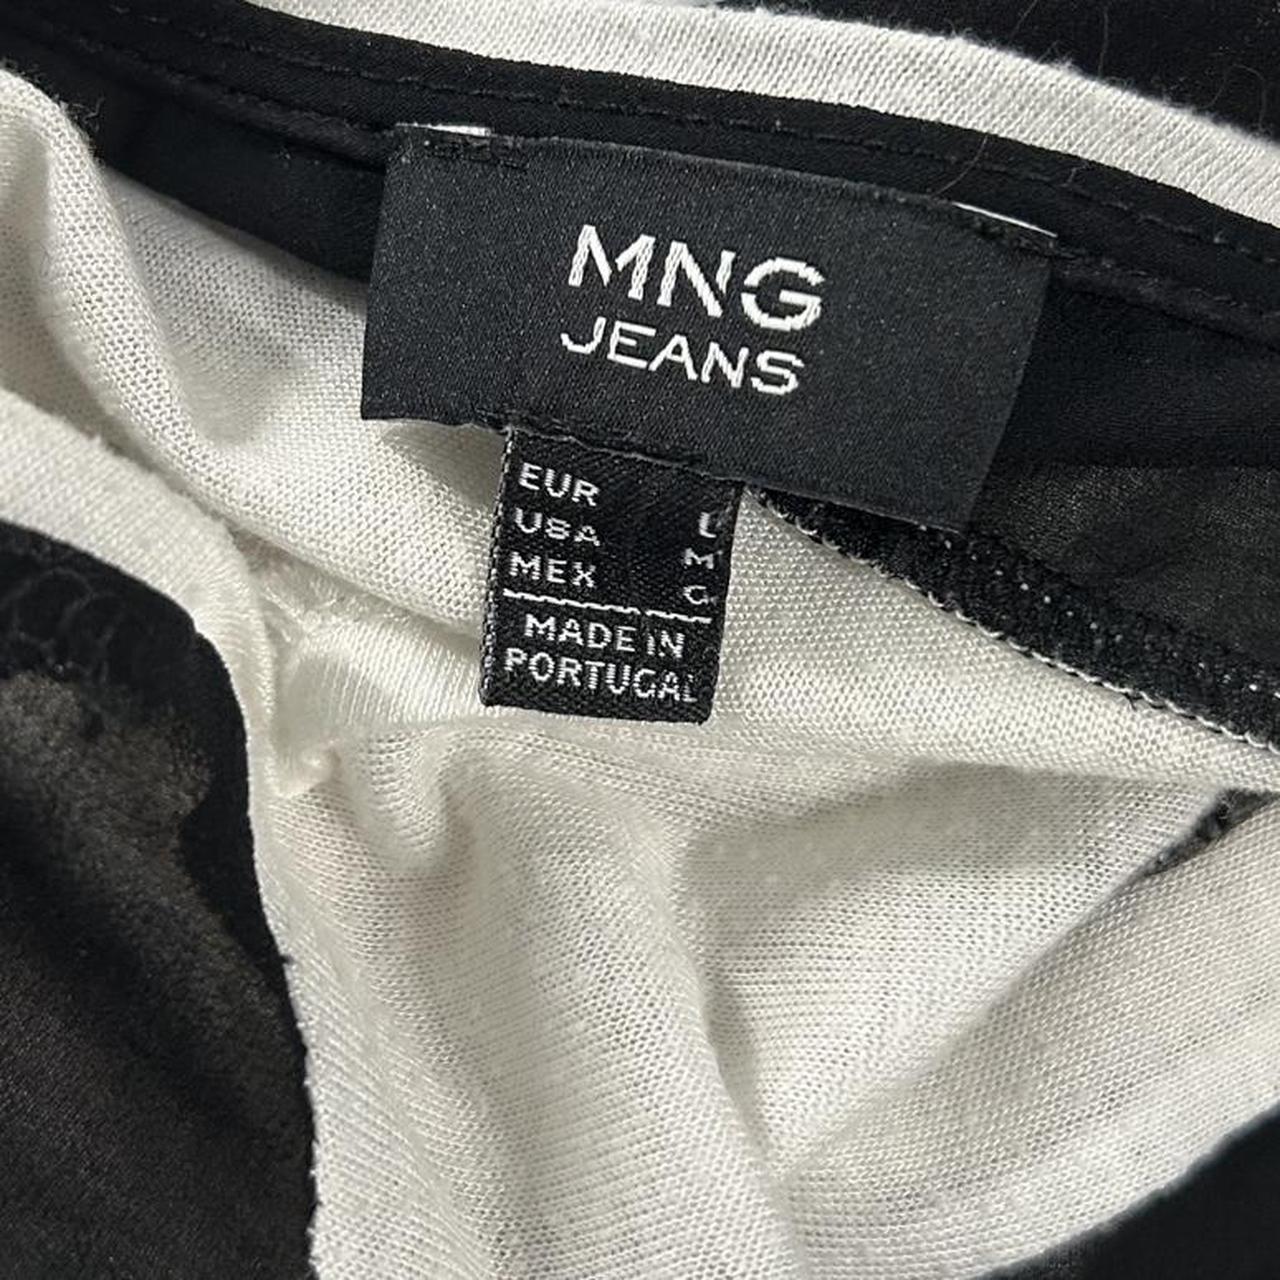 MNG
JEANS
EUR L
USA M
MEX G
MADE IN
PORTUGAL